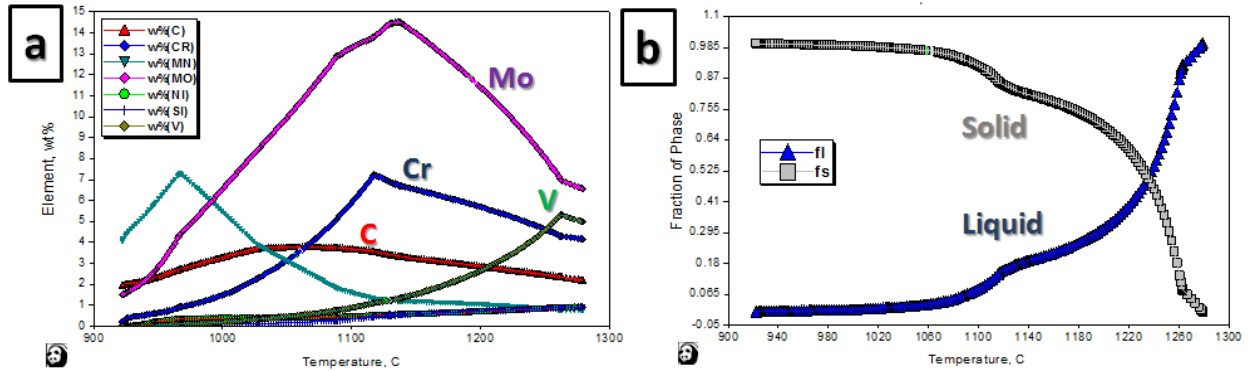 a
15
14
13
12
11
10
9
8
7
6
5
4
3
2
1
0
Element, wt%
w%(C)
w%(CR)
w%(MN)
w%(MO)
w%(NI)
w%(SI)
w%(V)
Mo
Cr
V
C
900 1000 1100 1200 1300
Temperature, C
b
1.1
0.985
0.87
0.755
0.64
0.525
0.41
0.295
0.18
0.065
-0.05
Fraction of Phase
Solid
fl
fs
Liquid
900 940 980 1020 1060 1100 1140 1180 1220 1260 1300
Temperature, C